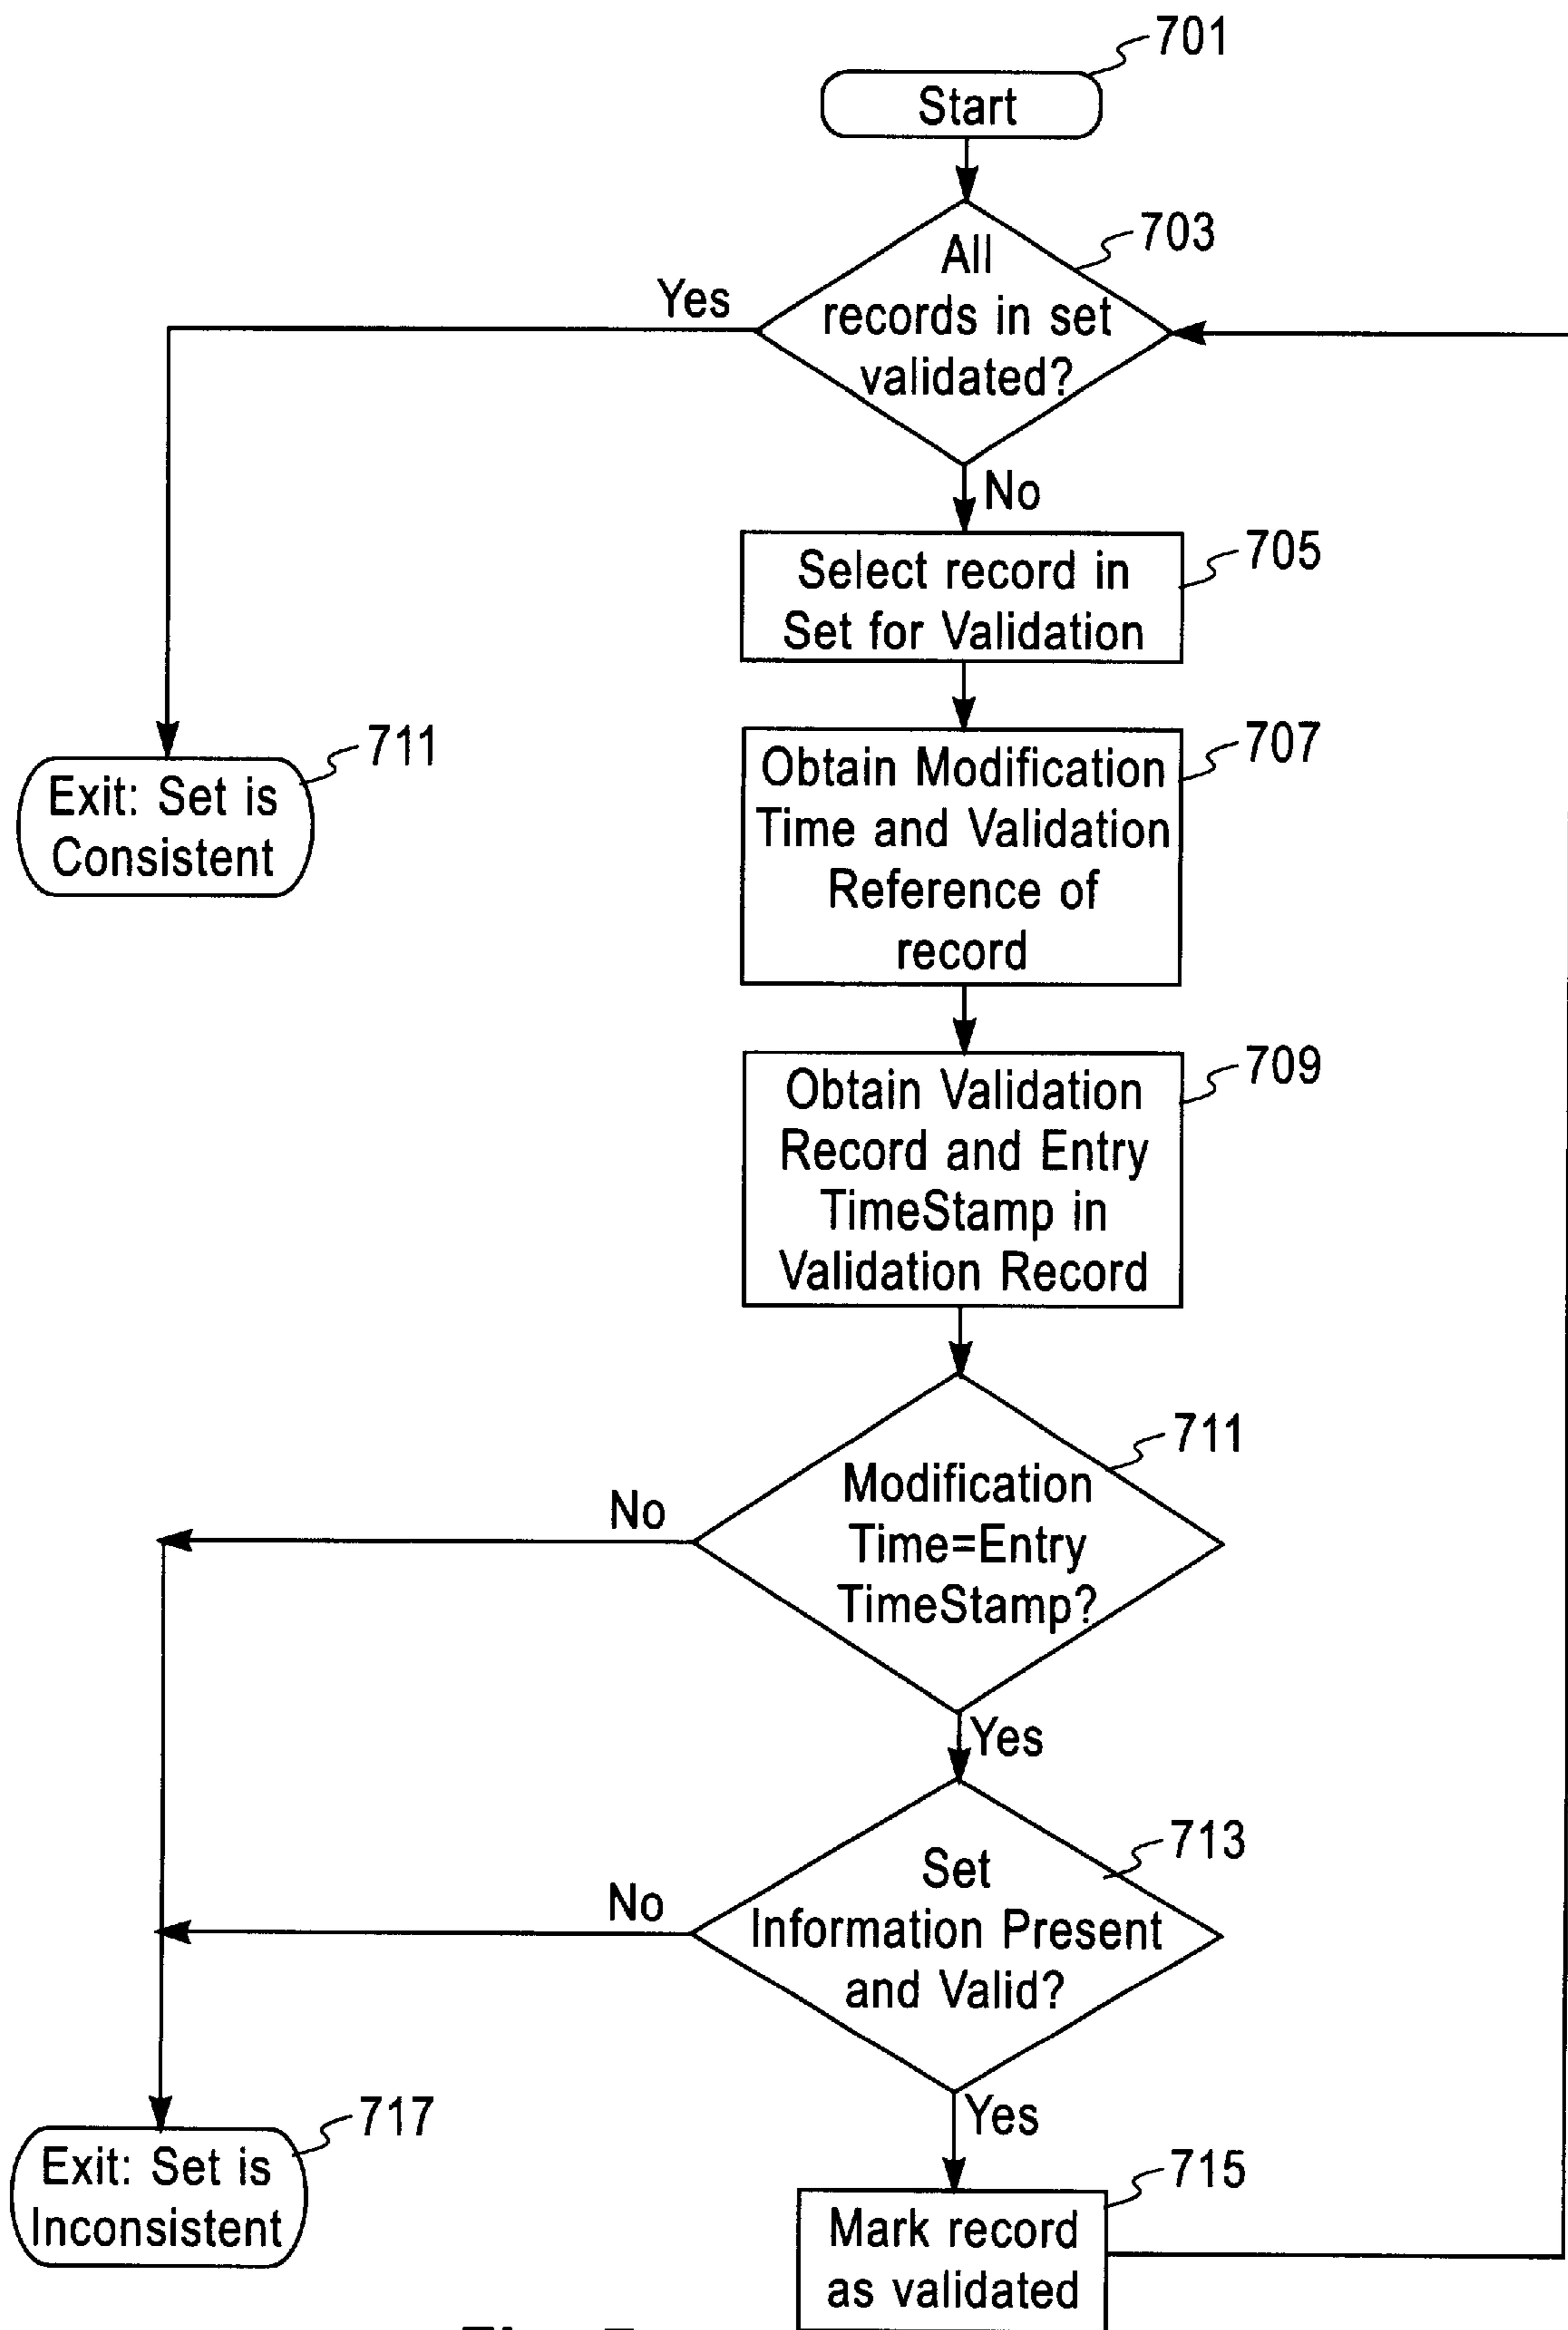 701
Start
703
All
records in set
validated?
Yes
No
705
Select record in
Set for Validation
707
Obtain Modification
Time and Validation
Reference of
record
711
Exit: Set is
Consistent
709
Obtain Validation
Record and Entry
TimeStamp in
Validation Record
711
Modification
Time=Entry
TimeStamp?
No
Yes
713
Set
Information Present
and Valid?
No
Yes
717
Exit: Set is
Inconsistent
715
Mark record
as validated